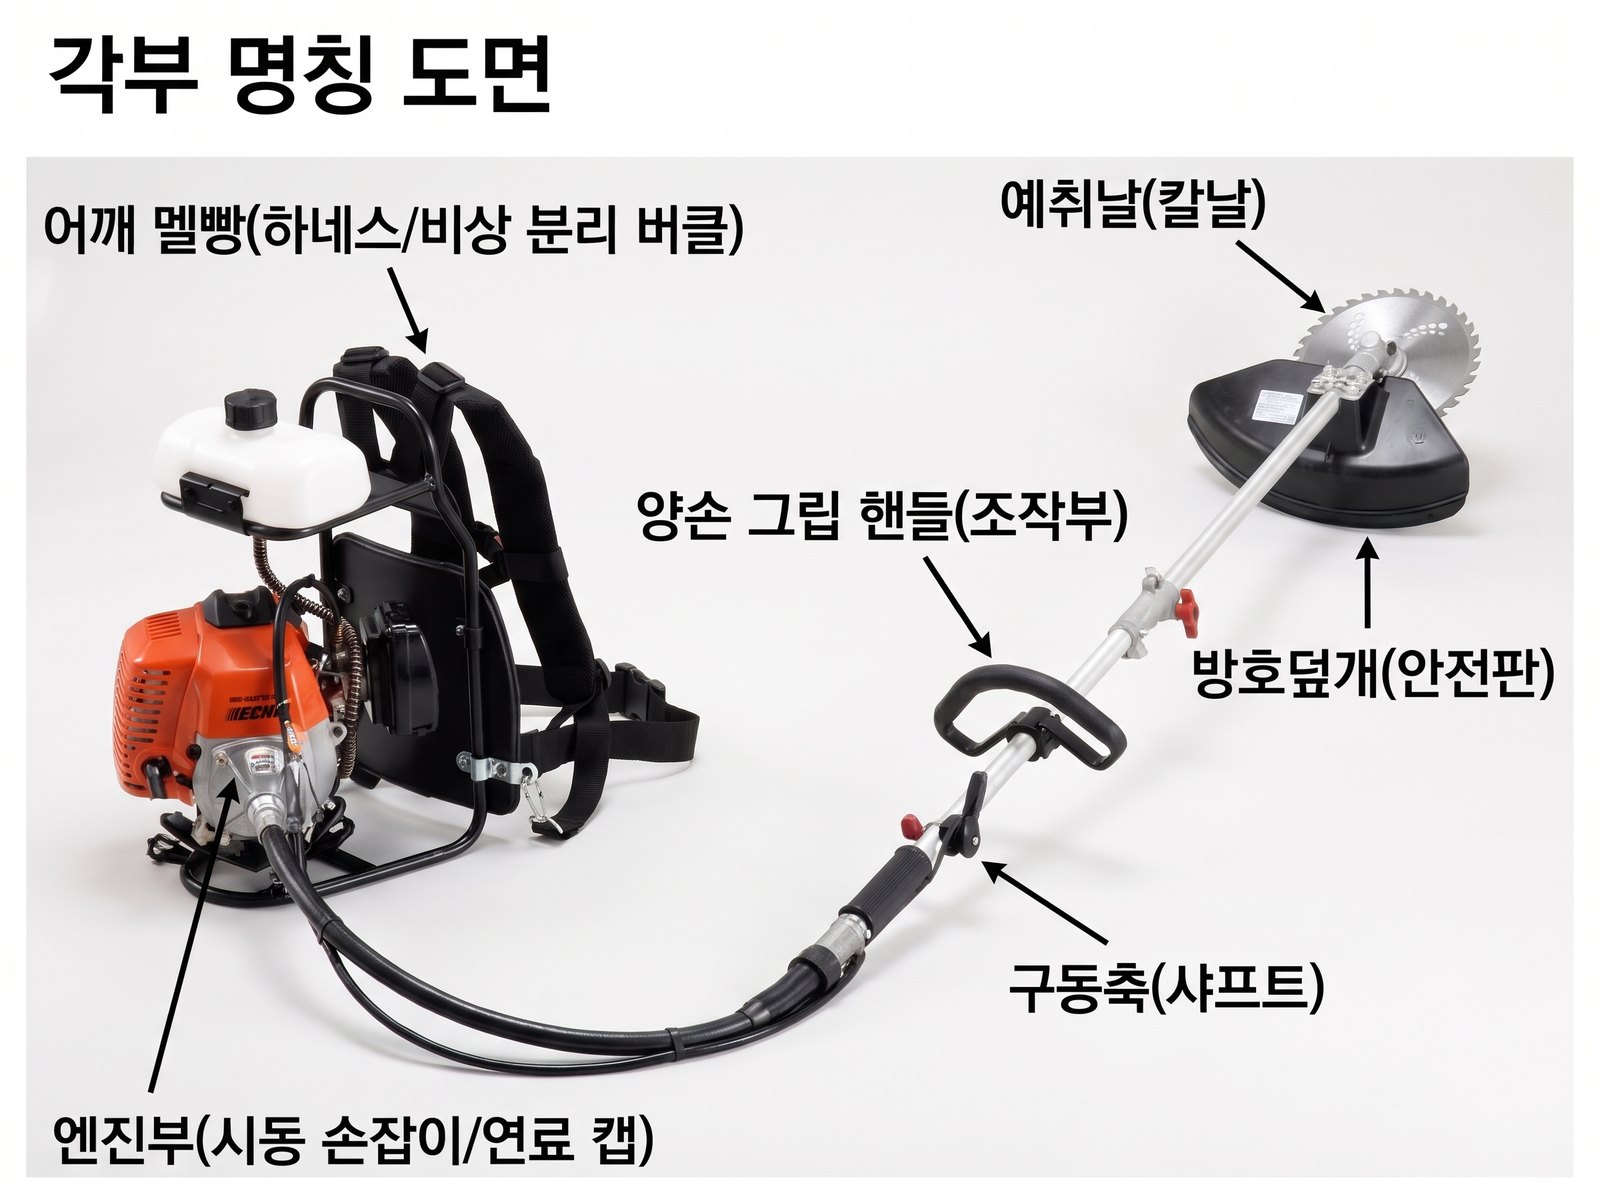 각부 명칭 도면
어깨 멜빵(하네스/비상 분리 버클)
예취날(칼날)
양손 그립 핸들(조작부)
방호덮개(안전판)
구동축(샤프트)
엔진부(시동 손잡이/연료 캡)